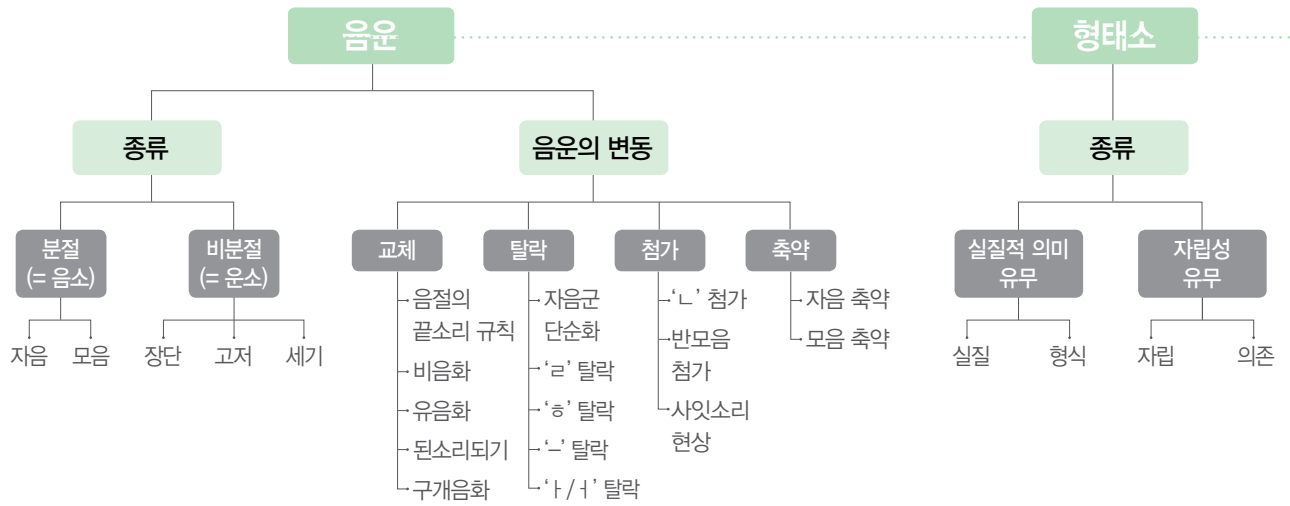 음운
형태소
종류
음운의 변동
종류
분절
(= 음소)
비분절
(= 운소)
교체
탈락
첨가
축약
실질적 의미
유무
자립성
유무
자음
모음
장단
고저
세기
음절의
끝소리 규칙
비음화
유음화
된소리되기
구개음화
자음군
단순화
‘ㄹ’ 탈락
‘ㅎ’ 탈락
‘ㅡ’ 탈락
‘ㅏ/ㅓ’ 탈락
‘ㄴ’ 첨가
반모음
첨가
사잇소리
현상
자음 축약
모음 축약
실질
형식
자립
의존